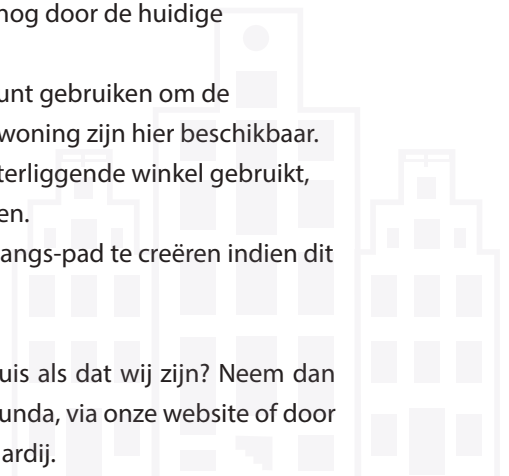 nog door de huidige
unt gebruiken om de
woning zijn hier beschikbaar.
terliggende winkel gebruikt,
en.
angs-pad te creëren indien dit
uis als dat wij zijn? Neem dan
unda, via onze website of door
ardij.